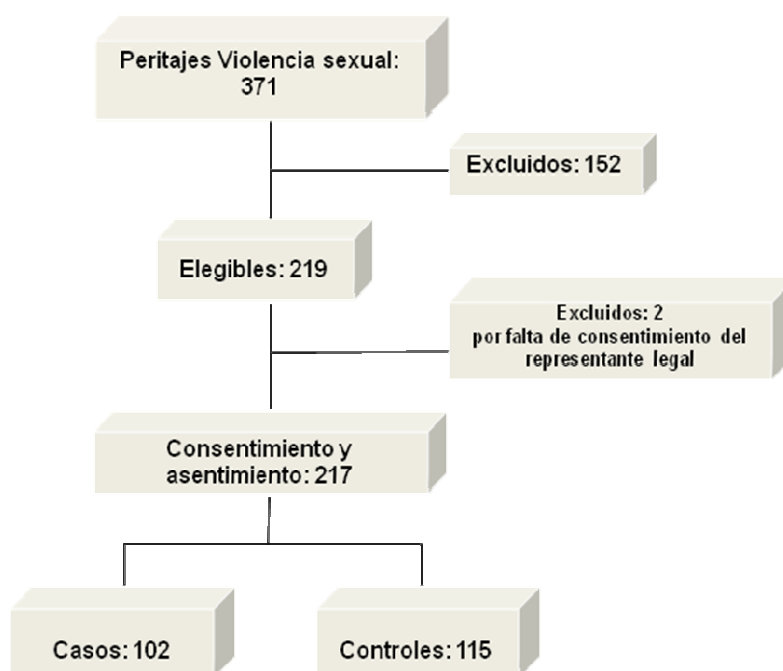 Peritajes Violencia sexual:
371
Excluidos: 152
Elegibles: 219
Excluidos: 2
por falta de consentimiento del
representante legal
Consentimiento y
asentimiento: 217
Casos: 102
Controles: 115